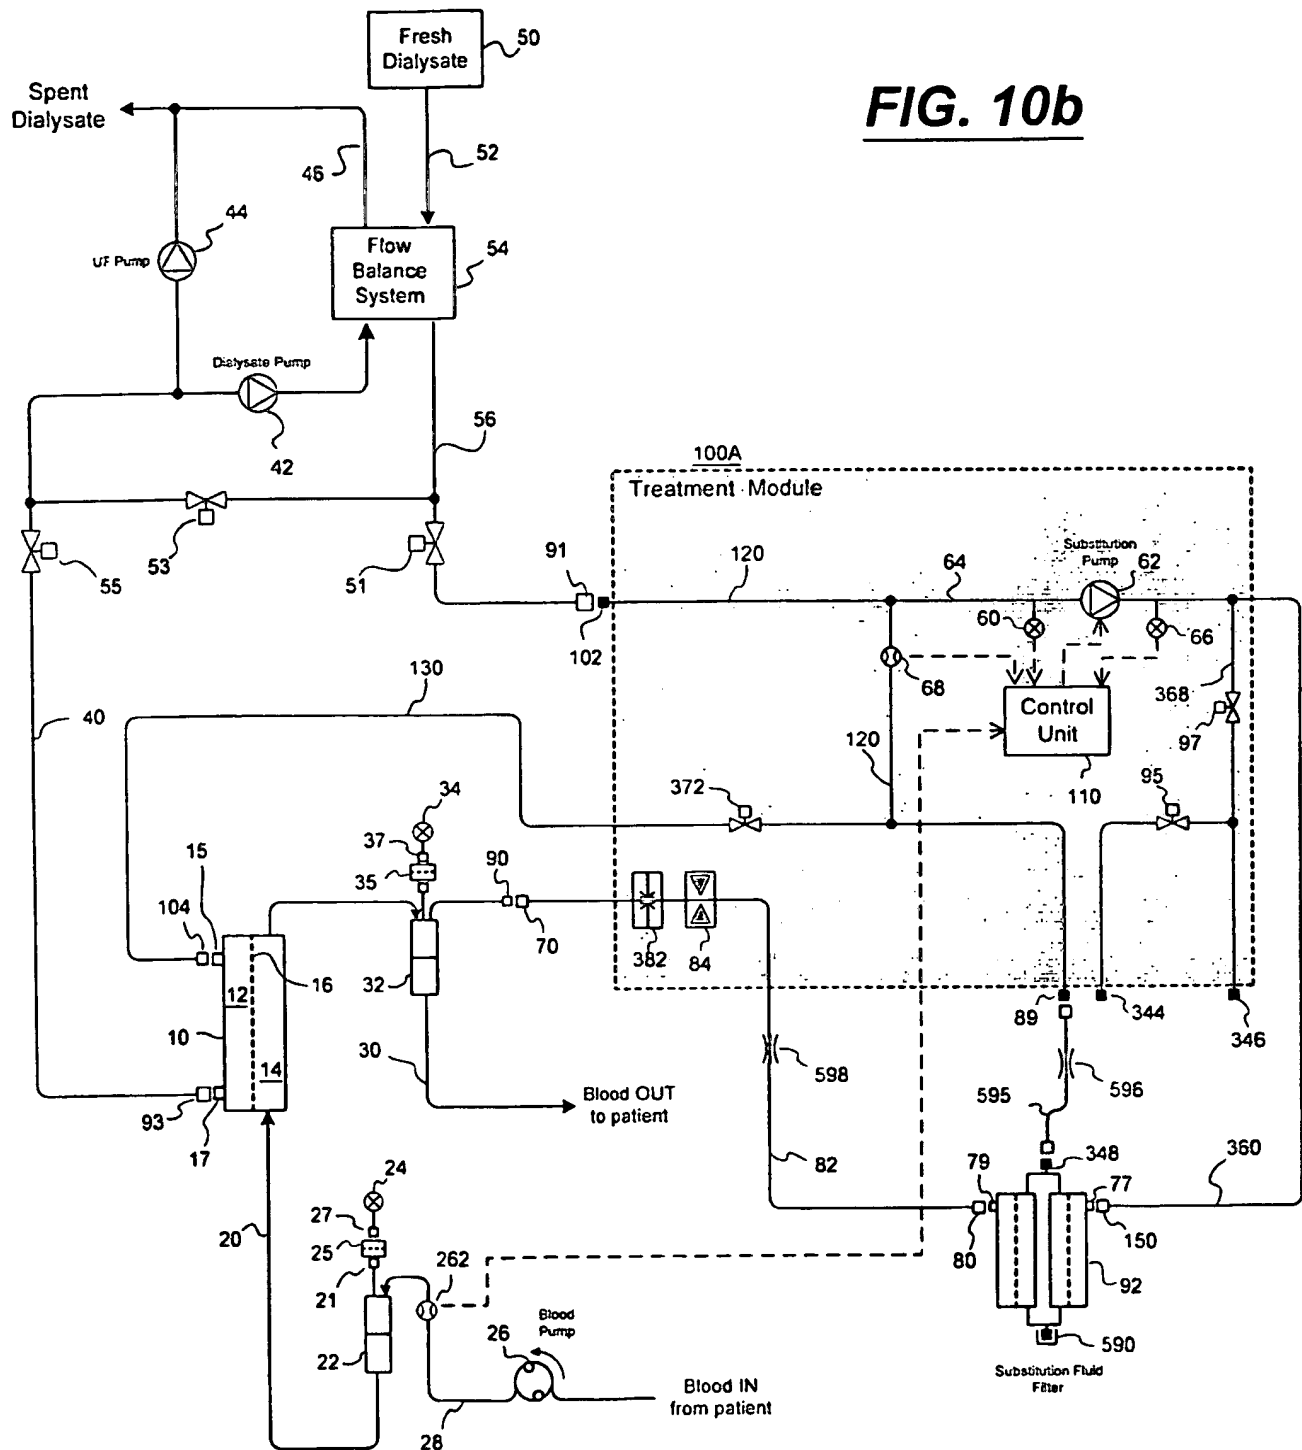 Fresh
Dialysate
50
FIG. 10b
Spent
Dialysate
46
52
44
UF Pump
Flow
Balance
System
54
Dialysate Pump
42
56
100A
Treatment Module
53
55
51
91
102
120
64
Substitution
Pump
62
60
66
68
130
368
Control
Unit
97
40
120
110
372
95
34
37
35
15
90
104
70
382
84
16
32
12
10
14
89
344
346
30
598
596
Blood OUT
to patient
595
93
17
82
348
360
24
79
77
27
20
25
262
80
150
21
92
Blood
Pump
26
590
22
Blood IN
from patient
Substitution Fluid
Filter
28